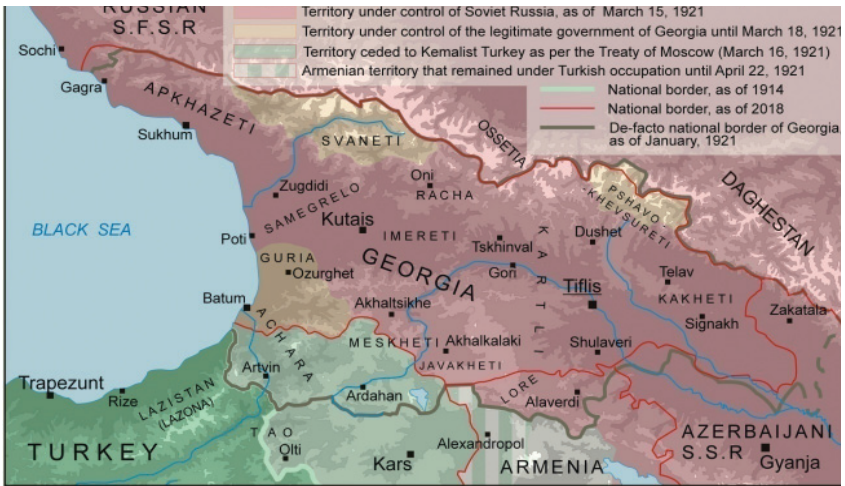 RUSSIAN
S.F.S.R
Territory under control of Soviet Russia, as of March 15, 1921
Territory under control of the legitimate government of Georgia until March 18, 1921
Territory ceded to Kemalist Turkey as per the Treaty of Moscow (March 16, 1921)
Armenian territory that remained under Turkish occupation until April 22, 1921
National border, as of 1914
National border, as of 2018
De-facto national border of Georgia,
as of January, 1921
Sochi
Gagra
APKHAZETI
Sukhum
SVANETI
OSSETIA
DAGHESTAN
PSHAVO-
-KHEVSURETI
Oni
RACHA
Zugdidi
SAMEGRELO
Kutais
IMERETI
Tskhinval
KARTLI
Dushet
BLACK SEA
Poti
GURIA
Ozurghet
GEORGIA
Gori
Tiflis
Telav
KAKHETI
Zakatala
Signakh
Batum
ACHARA
Akhaltsikhe
MESKHETI
Akhalkalaki
JAVAKHETI
Shulaveri
LORE
Alaverdi
Artvin
Ardahan
Trapezunt
Rize
LAZISTAN
(LAZONA)
TURKEY
TAO
Olti
Kars
Alexandropol
ARMENIA
AZERBAIJANI
S.S.R
Gyanja